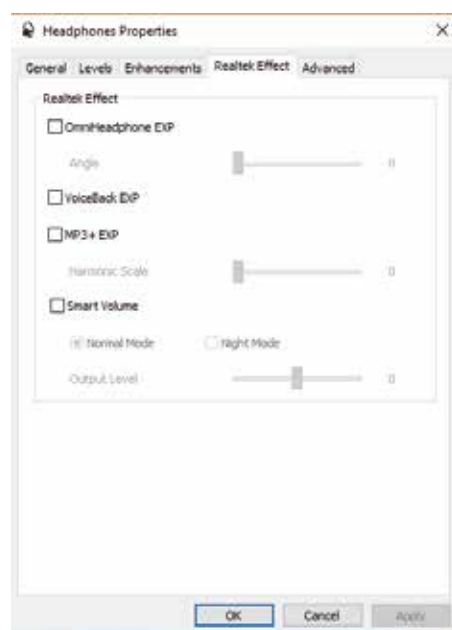 Headphones Properties
General Levels Enhancements Realtek Effect Advanced
Realtek Effect
OmniHeadphone EXP
Angle 0
VoiceBack EXP
MP3+ EXP
Harmonic Scale 0
Smart Volume
Normal Mode Night Mode
Output Level 0
OK Cancel Apply